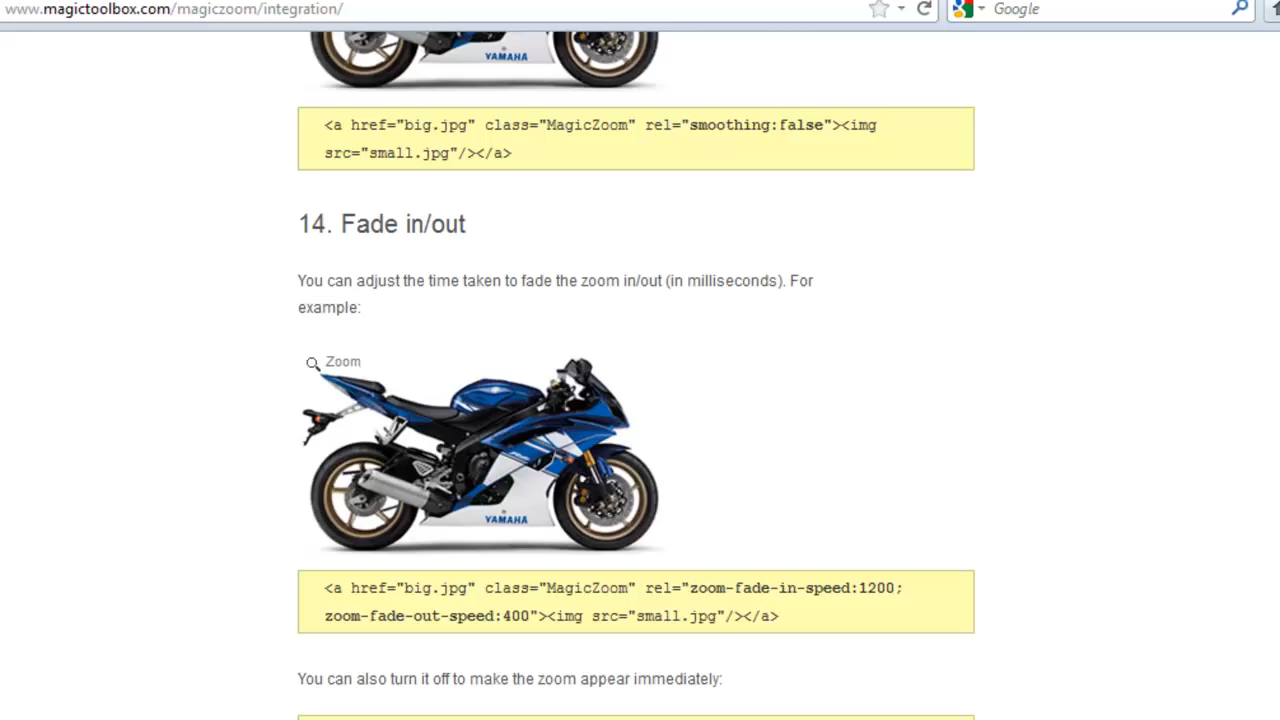 www.magictoolbox.com/magiczoom/integration/
Google
YAMAHA
<a href="big.jpg" class="MagicZoom" rel="smoothing:false"><img
src="small.jpg"/></a>
14. Fade in/out
You can adjust the time taken to fade the zoom in/out (in milliseconds). For
example:
Zoom
YAMAHA
<a href="big.jpg" class="MagicZoom" rel="zoom-fade-in-speed:1200;
zoom-fade-out-speed:400"><img src="small.jpg"/></a>
You can also turn it off to make the zoom appear immediately: